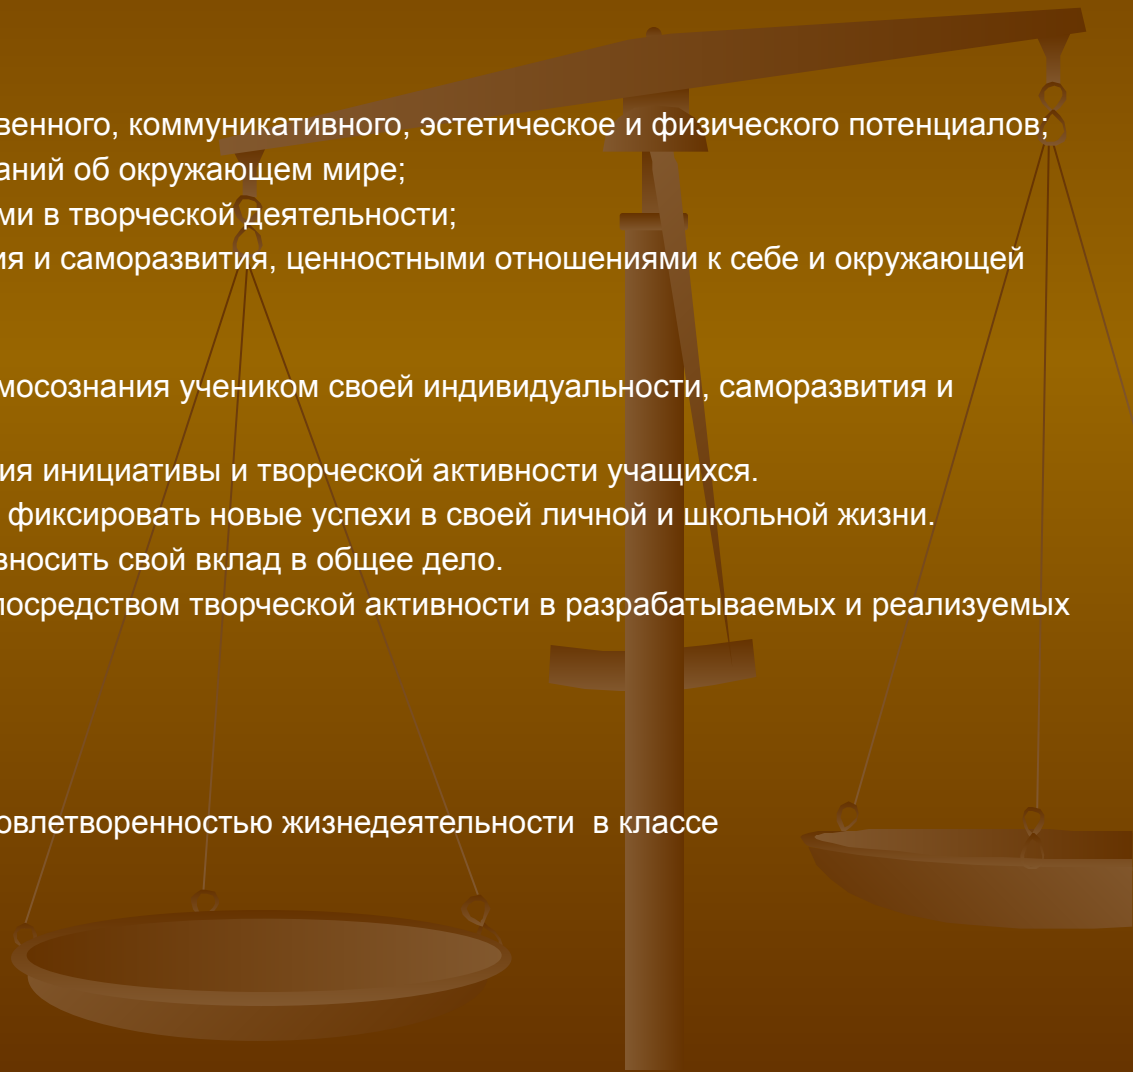 венного, коммуникативного, эстетическое и физического потенциалов;
аний об окружающем мире;
ми в творческой деятельности;
ия и саморазвития, ценностными отношениями к себе и окружающей
мосознания учеником своей индивидуальности, саморазвития и
ия инициативы и творческой активности учащихся.
фиксировать новые успехи в своей личной и школьной жизни.
вносить свой вклад в общее дело.
посредством творческой активности в разрабатываемых и реализуемых
овлетворенностью жизнедеятельности в классе